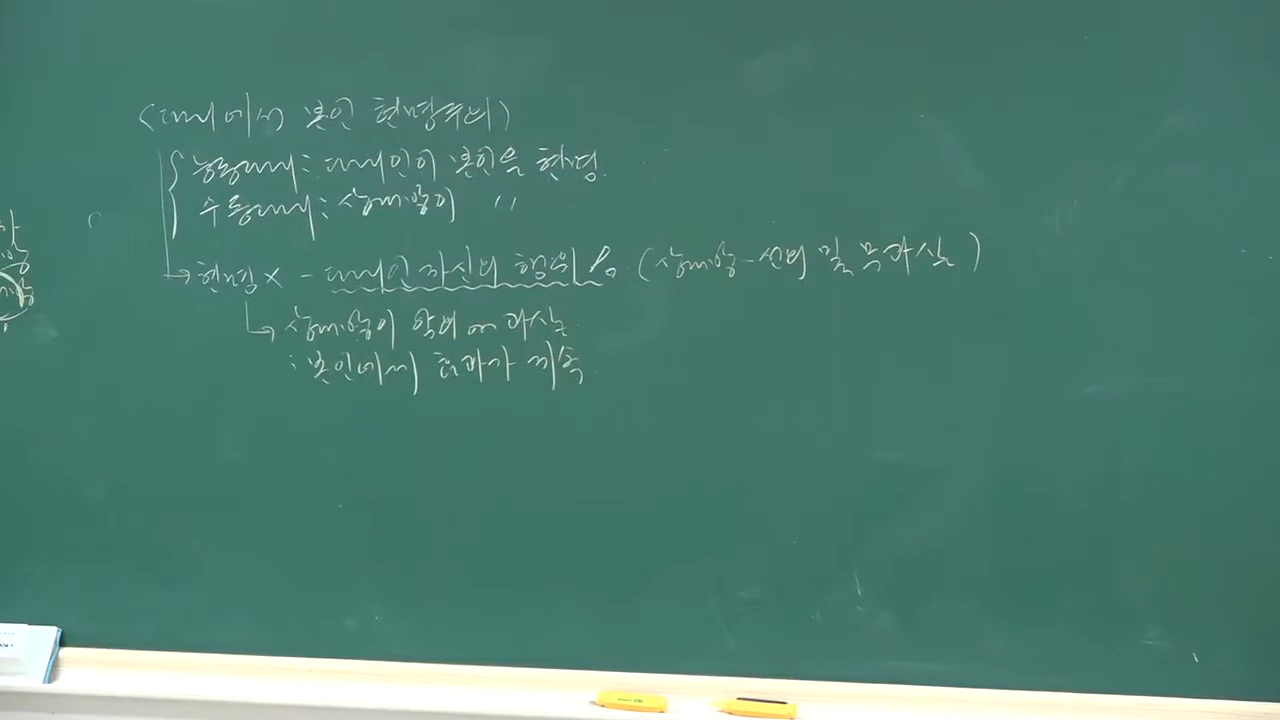 <대리에서 본인 현명주의>
능동대리 : 대리인이 본인을 현명.
수동대리 : 상대방이 〃
→ 현명 × - 대리인 자신의 행위 (상대방 - 선의 및 무과실)
↳ 상대방이 악의 or 과실
: 본인에게 효과가 귀속